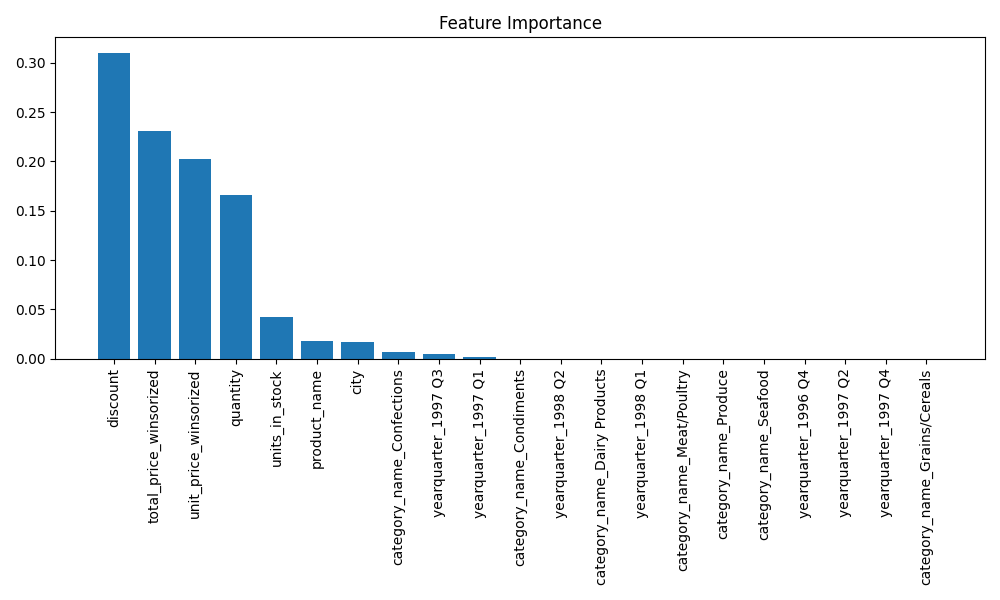 Feature Importance
0.30
0.25
0.20
0.15
0.10
0.05
0.00
discount
total_price_winsorized
unit_price_winsorized
quantity
units_in_stock
product_name
city
category_name_Confections
yearquarter_1997 Q3
yearquarter_1997 Q1
category_name_Condiments
yearquarter_1998 Q2
category_name_Dairy Products
yearquarter_1998 Q1
category_name_Meat/Poultry
category_name_Produce
category_name_Seafood
yearquarter_1996 Q4
yearquarter_1997 Q2
yearquarter_1997 Q4
category_name_Grains/Cereals